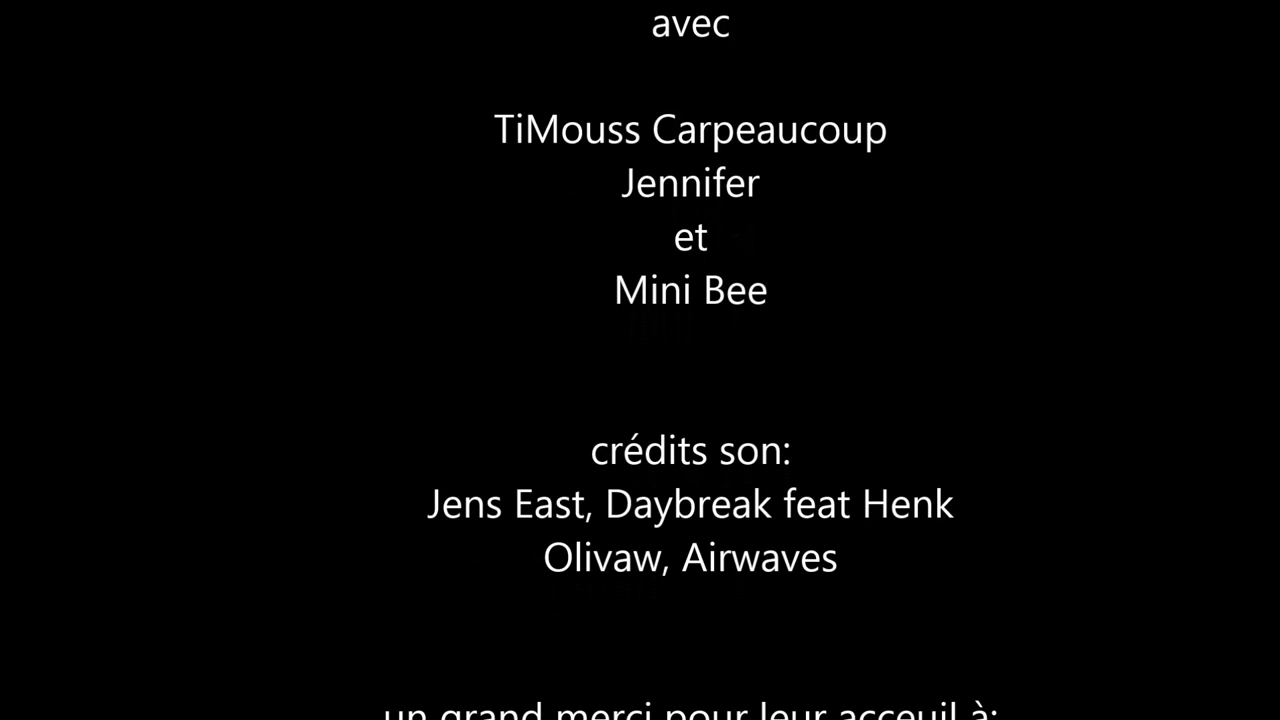 avec
TiMouss Carpeaucoup
Jennifer
et
Mini Bee
crédits son:
Jens East, Daybreak feat Henk
Olivaw, Airwaves
un grand merci pour leur acceuil à: